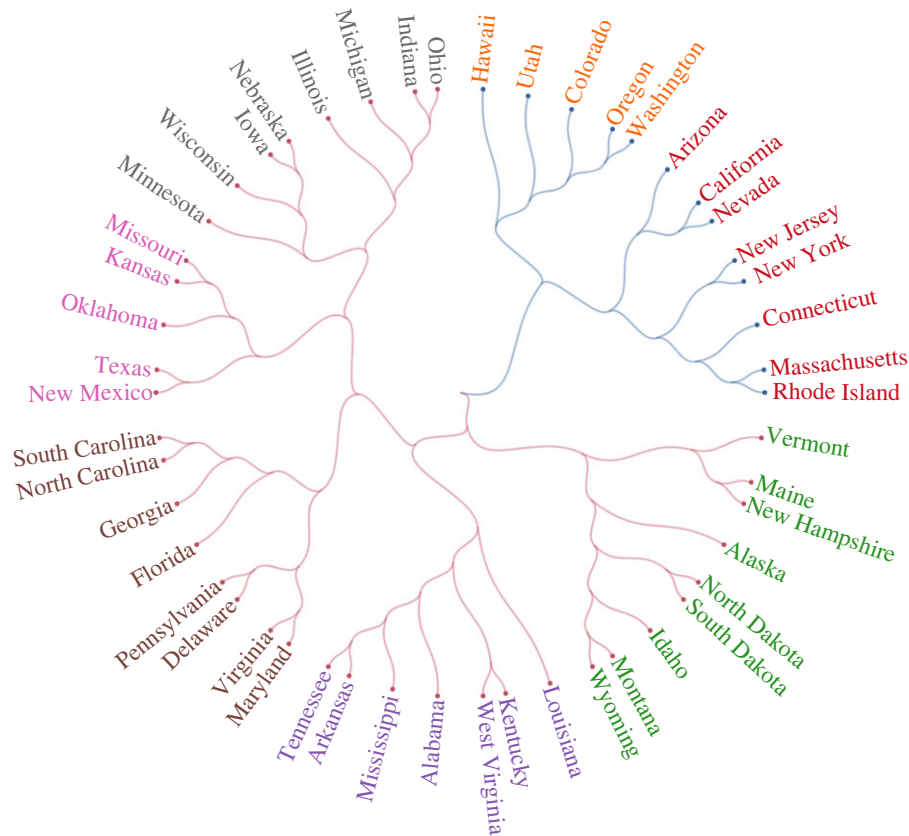 Hawaii
Utah
Colorado
Oregon
Washington
Arizona
California
Nevada
New Jersey
New York
Connecticut
Massachusetts
Rhode Island
Vermont
Maine
New Hampshire
Alaska
North Dakota
South Dakota
Idaho
Montana
Wyoming
Louisiana
Kentucky
West Virginia
Alabama
Mississippi
Arkansas
Tennessee
Maryland
Virginia
Delaware
Pennsylvania
Florida
Georgia
North Carolina
South Carolina
New Mexico
Texas
Oklahoma
Kansas
Missouri
Minnesota
Wisconsin
Iowa
Nebraska
Illinois
Michigan
Indiana
Ohio